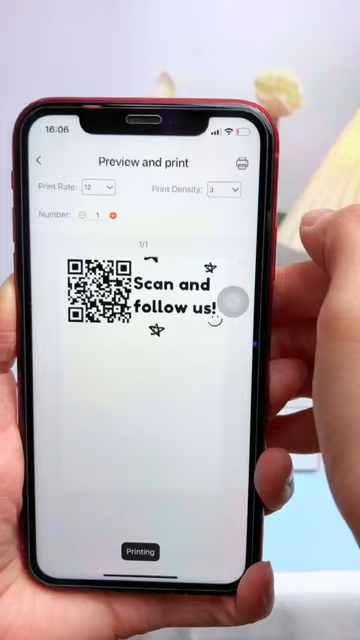 16:06
Preview and print
Print Rate: 12 Print Density: 3
Number: 1
1/1
Scan and
follow us!
Printing